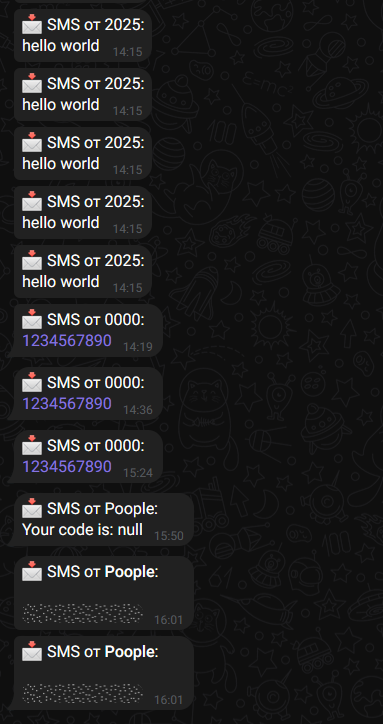 SMS от 2025:
hello world 14:15
SMS от 2025:
hello world 14:15
SMS от 2025:
hello world 14:15
SMS от 2025:
hello world 14:15
SMS от 2025:
hello world 14:15
SMS от 0000:
1234567890 14:19
SMS от 0000:
1234567890 14:36
SMS от 0000:
1234567890 15:24
SMS от Poople:
Your code is: null 15:50
SMS от Poople:
16:01
SMS от Poople:
16:01